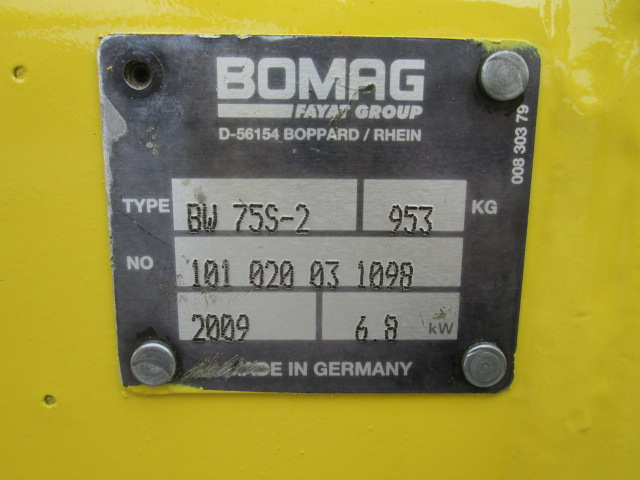 BOMAG
FAYAT GROUP
D-56154 BOPPARD / RHEIN
008 303 79
TYPE BW 75S-2 953 KG
NO 101 020 03 1098
2009 6.8 kW
MADE IN GERMANY